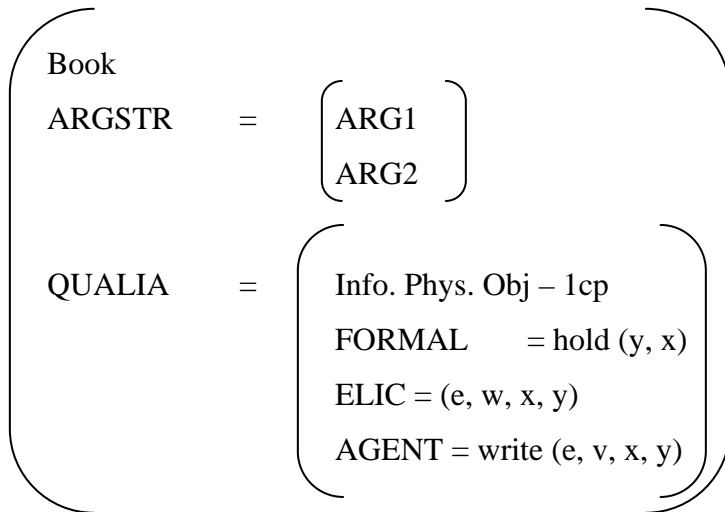 Book
ARGSTR = ARG1
ARG2
QUALIA = Info. Phys. Obj – 1cp
FORMAL = hold (y, x)
ELIC = (e, w, x, y)
AGENT = write (e, v, x, y)